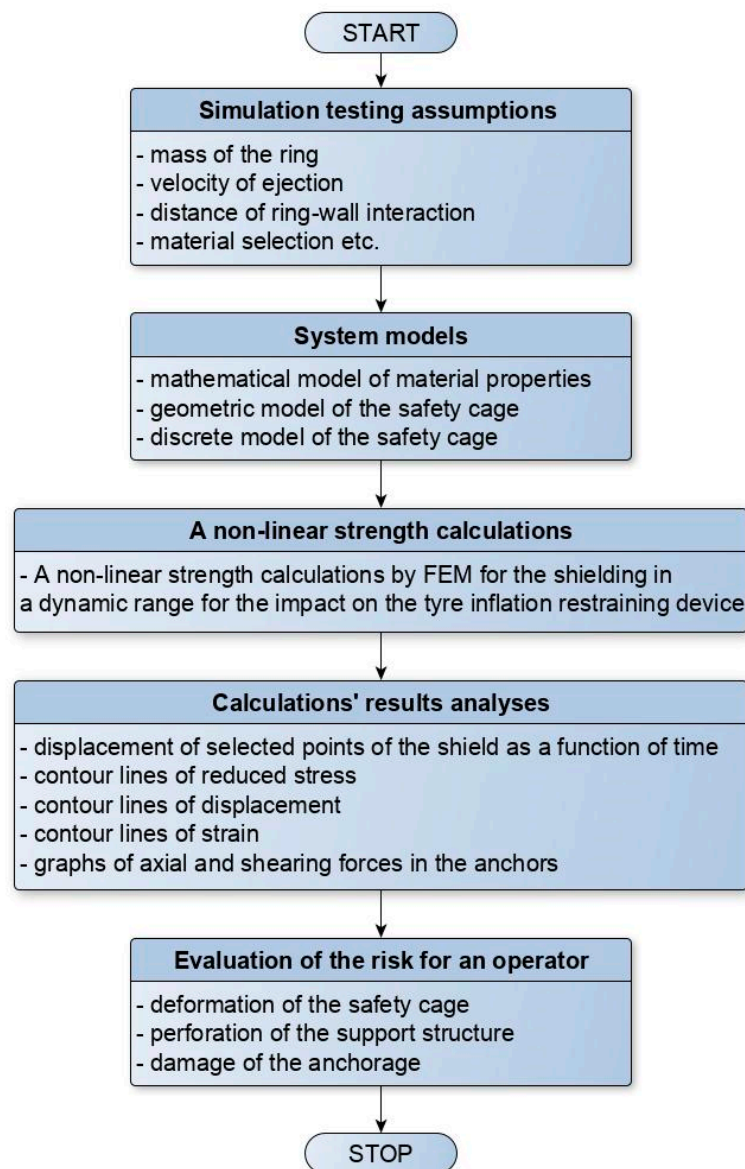 START
Simulation testing assumptions
- mass of the ring
- velocity of ejection
- distance of ring-wall interaction
- material selection etc.
System models
- mathematical model of material properties
- geometric model of the safety cage
- discrete model of the safety cage
A non-linear strength calculations
- A non-linear strength calculations by FEM for the shielding in
a dynamic range for the impact on the tyre inflation restraining device
Calculations' results analyses
- displacement of selected points of the shield as a function of time
- contour lines of reduced stress
- contour lines of displacement
- contour lines of strain
- graphs of axial and shearing forces in the anchors
Evaluation of the risk for an operator
- deformation of the safety cage
- perforation of the support structure
- damage of the anchorage
STOP